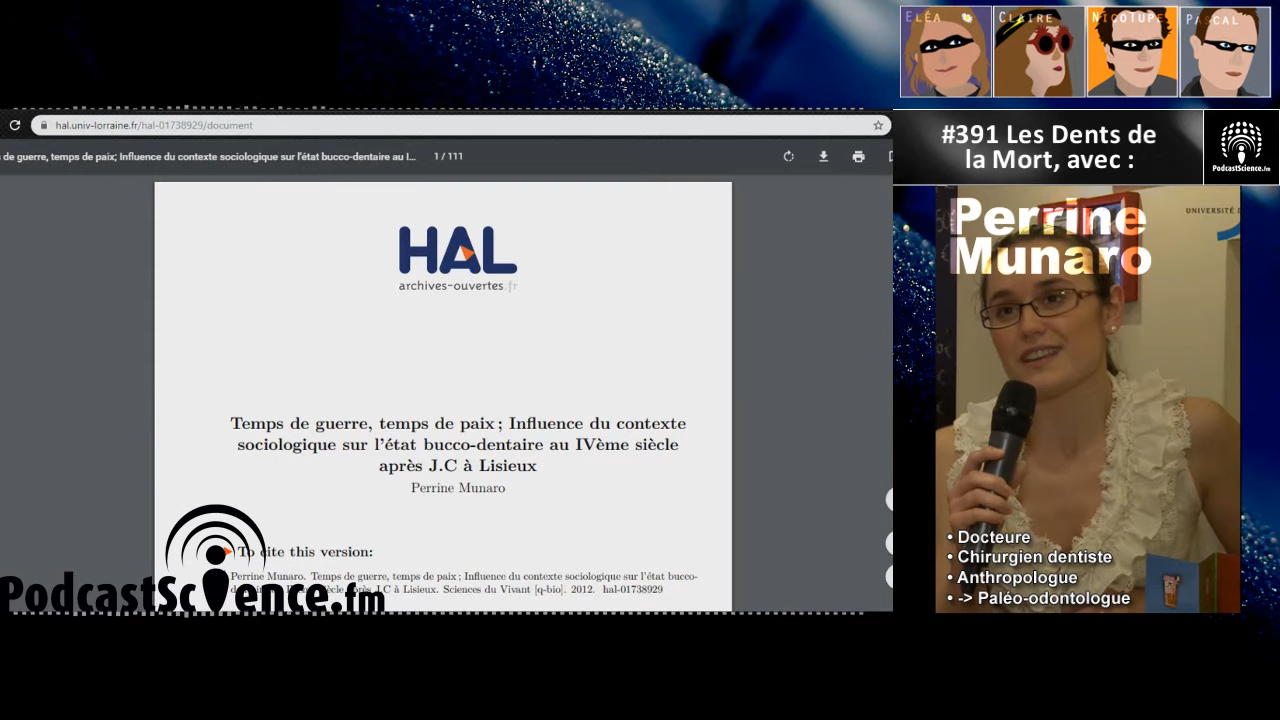 ELÉA
CLAIRE
NICOTUPE
PASCAL
hal.univ-lorraine.fr/hal-01738929/document
de guerre, temps de paix; Influence du contexte sociologique sur l'état bucco-dentaire au I...
1 / 111
#391 Les Dents de
la Mort, avec :
PodcastScience.fm
HAL
archives-ouvertes.fr
Perrine
Munaro
UNIVERSITÉ D
Temps de guerre, temps de paix ; Influence du contexte
sociologique sur l'état bucco-dentaire au IVème siècle
après J.C à Lisieux
Perrine Munaro
To cite this version:
Perrine Munaro. Temps de guerre, temps de paix ; Influence du contexte sociologique sur l'état bucco-
après J.C à Lisieux. Sciences du Vivant [q-bio]. 2012. hal-01738929
PodcastScience.fm
• Docteure
• Chirurgien dentiste
• Anthropologue
• -> Paléo-odontologue